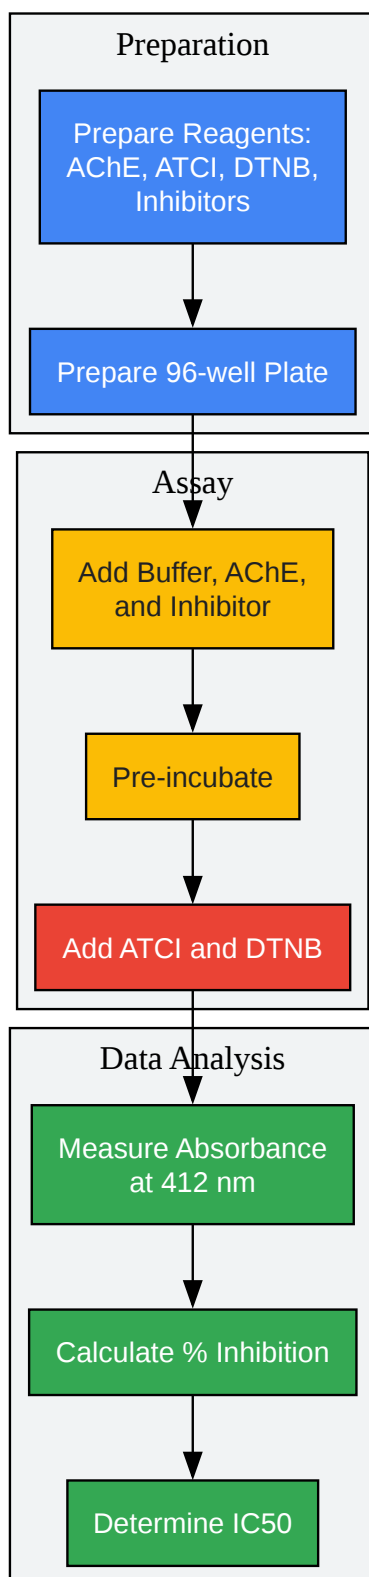 Preparation
Prepare Reagents:
AChE, ATCI, DTNB,
Inhibitors
Prepare 96-well Plate
Assay
Add Buffer, AChE,
and Inhibitor
Pre-incubate
Add ATCI and DTNB
Data Analysis
Measure Absorbance
at 412 nm
Calculate % Inhibition
Determine IC50